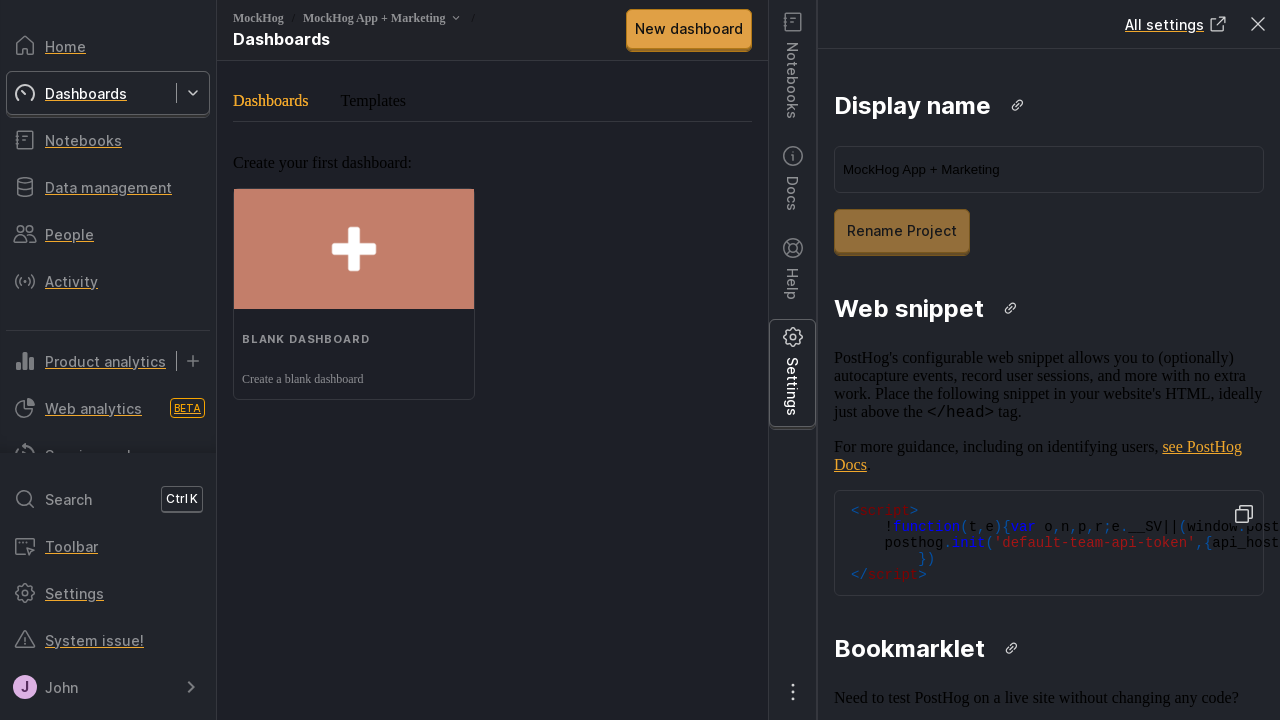 Home
Dashboards
Notebooks
Data management
People
Activity
Product analytics
Web analytics
BETA
Search
Ctrl K
Toolbar
Settings
System issue!
J
John
MockHog / MockHog App + Marketing /
Dashboards
New dashboard
Dashboards
Templates
Create your first dashboard:
BLANK DASHBOARD
Create a blank dashboard
Notebooks
Docs
Help
Settings
All settings
Display name
MockHog App + Marketing
Rename Project
Web snippet
PostHog's configurable web snippet allows you to (optionally)
autocapture events, record user sessions, and more with no extra
work. Place the following snippet in your website's HTML, ideally
just above the </head> tag.
For more guidance, including on identifying users, see PostHog
Docs.
<script>
!function(t,e){var o,n,p,r;e.__SV||(window.post
posthog.init('default-team-api-token',{api_host
})
</script>
Bookmarklet
Need to test PostHog on a live site without changing any code?